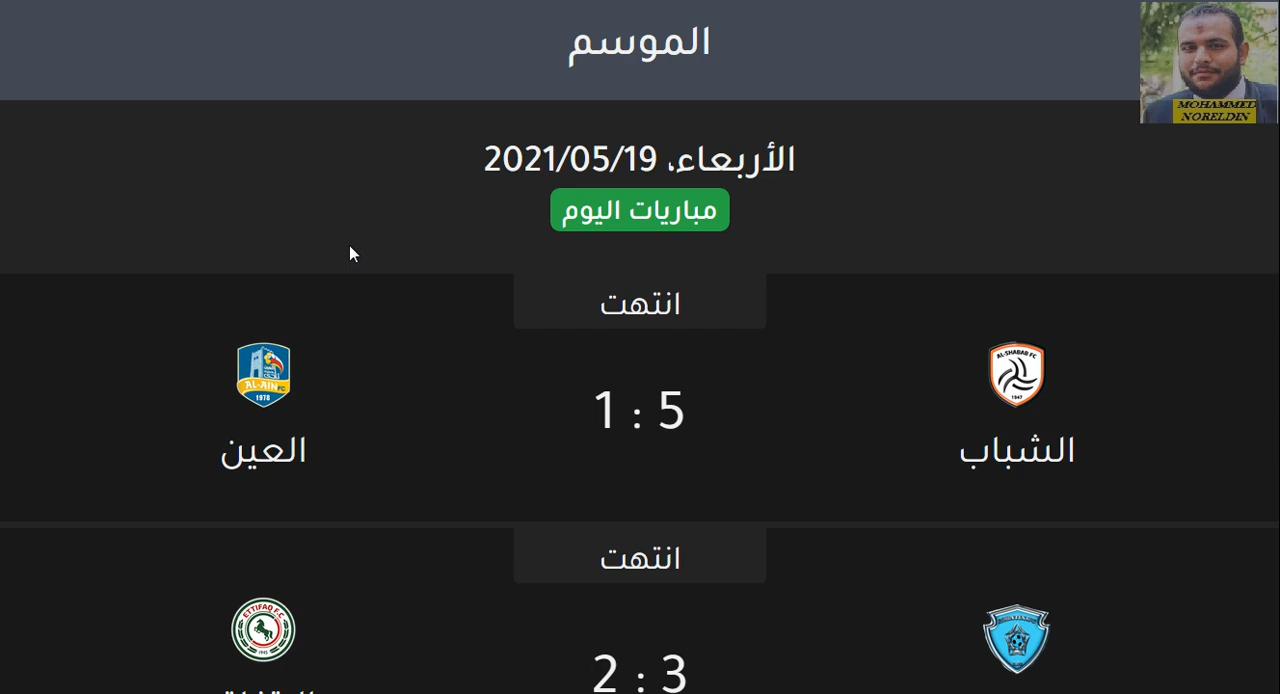 الموسم
MOHAMMED
NORELDIN
الأربعاء، 2021/05/19
مباريات اليوم
انتهت
AL-SHABAB FC
1947
AL-AIN FC
1978
1 : 5
الشباب
العين
انتهت
ETTIFAQ F.C
1945
2 : 3